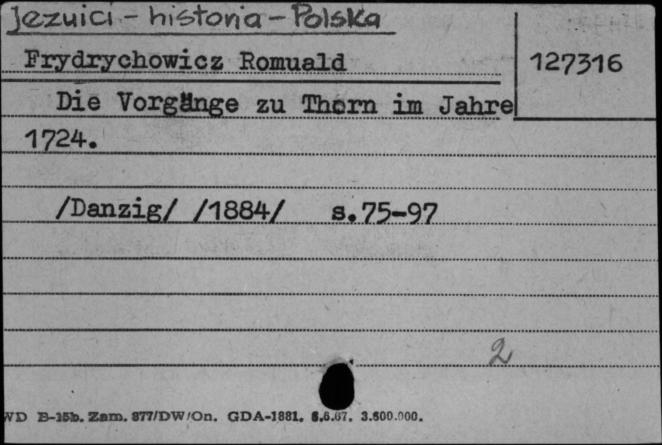 Jezuici - historia - Polska
Frydrychowicz Romuald
127316
Die Vorgänge zu Thorn im Jahre
1724.
/Danzig/ /1884/ s.75-97
2
WD B-15b. Zam. 877/DW/On. GDA-1881. 8.6.67. 3.600.000.